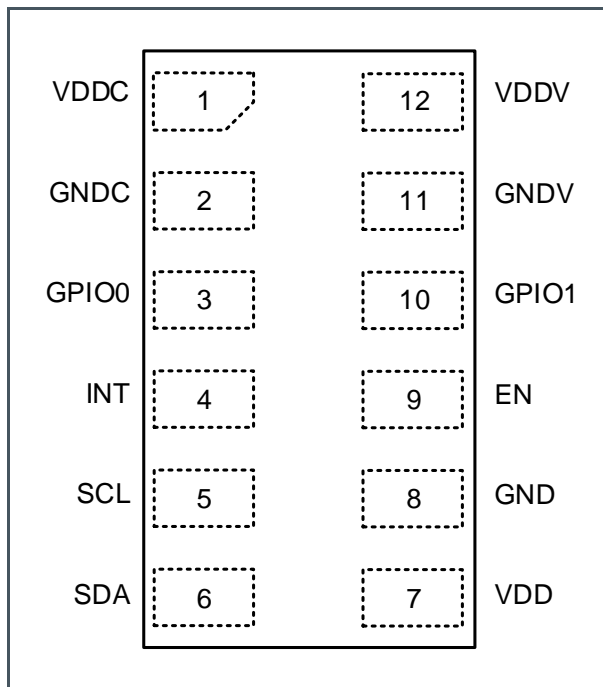 VDDC 1 12 VDDV
GNDC 2 11 GNDV
GPIO0 3 10 GPIO1
INT 4 9 EN
SCL 5 8 GND
SDA 6 7 VDD